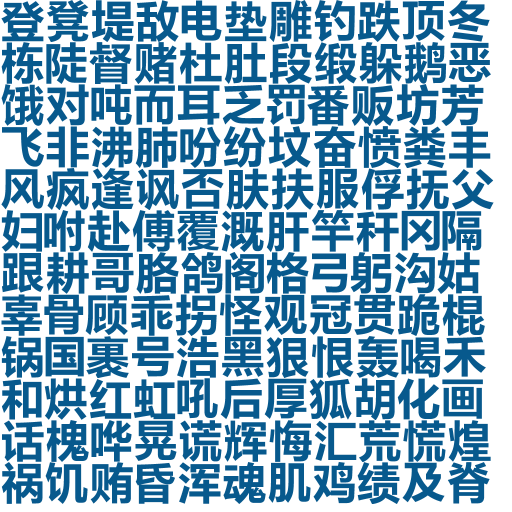 登凳堤敌电垫雕钓跌顶冬
栋陡督赌杜肚段缎躲鹅恶
饿对吨而耳乏罚番贩坊芳
飞非沸肺吩纷坟奋愤粪丰
风疯逢讽否肤扶服俘抚父
妇咐赴傅覆溉肝竿秆冈隔
跟耕哥胳鸽阁格弓躬沟姑
辜骨顾乖拐怪观冠贯跪棍
锅国裹号浩黑狠恨轰喝禾
和烘红虹吼后厚狐胡化画
话槐哗晃谎辉悔汇荒慌煌
祸饥贿昏浑魂肌鸡绩及脊